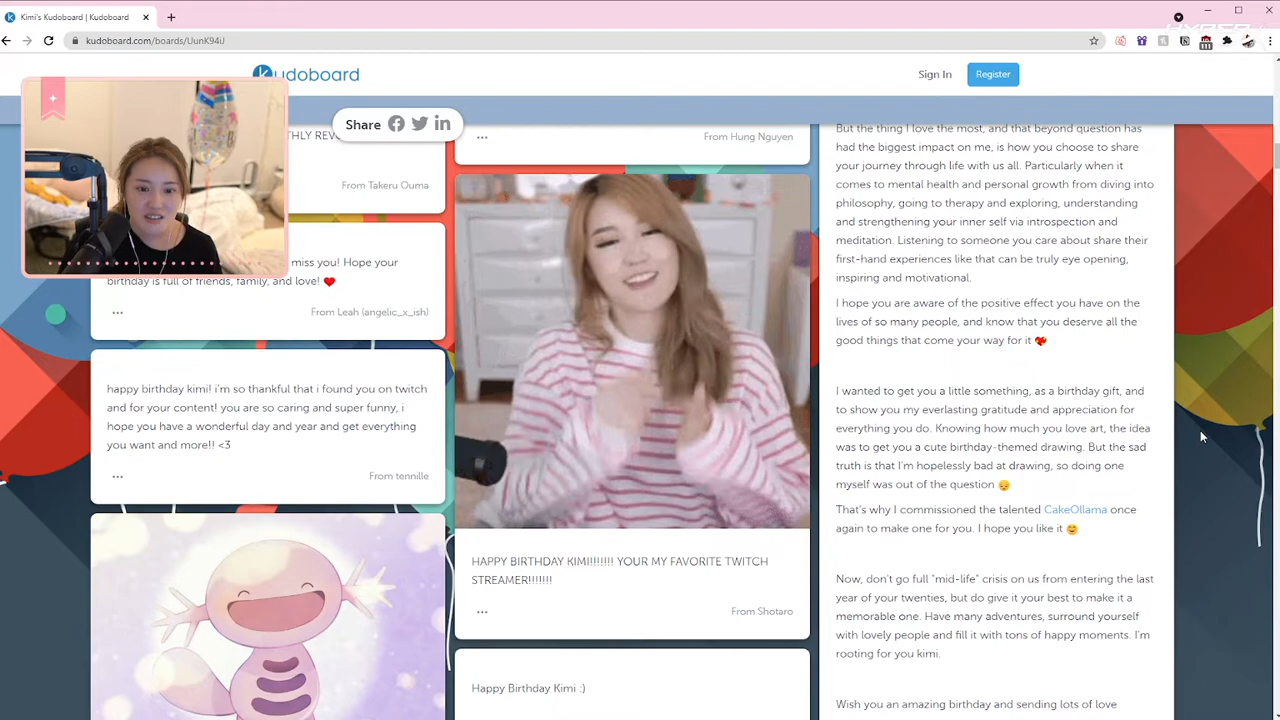 Kimi's Kudoboard | Kudoboard
kudoboard.com/boards/UunK94iJ
kudoboard
Sign In
Register
Share
From Takeru Ouma
miss you! Hope your
birthday is full of friends, family, and love! ❤️
From Leah (angelic_x_ish)
happy birthday kimi! i'm so thankful that i found you on twitch
and for your content! you are so caring and super funny, i
hope you have a wonderful day and year and get everything
you want and more!! <3
From tennille
From Hung Nguyen
HAPPY BIRTHDAY KIMI!!!!!!! YOUR MY FAVORITE TWITCH
STREAMER!!!!!!!
From Shotaro
Happy Birthday Kimi :)
But the thing I love the most, and that beyond question has
had the biggest impact on me, is how you choose to share
your journey through life with us all. Particularly when it
comes to mental health and personal growth from diving into
philosophy, going to therapy and exploring, understanding
and strengthening your inner self via introspection and
meditation. Listening to someone you care about share their
first-hand experiences like that can be truly eye opening,
inspiring and motivational.
I hope you are aware of the positive effect you have on the
lives of so many people, and know that you deserve all the
good things that come your way for it 💝
I wanted to get you a little something, as a birthday gift, and
to show you my everlasting gratitude and appreciation for
everything you do. Knowing how much you love art, the idea
was to get you a cute birthday-themed drawing. But the sad
truth is that I'm hopelessly bad at drawing, so doing one
myself was out of the question 😔
That's why I commissioned the talented CakeOllama once
again to make one for you. I hope you like it 😊
Now, don't go full "mid-life" crisis on us from entering the last
year of your twenties, but do give it your best to make it a
memorable one. Have many adventures, surround yourself
with lovely people and fill it with tons of happy moments. I'm
rooting for you kimi.
Wish you an amazing birthday and sending lots of love